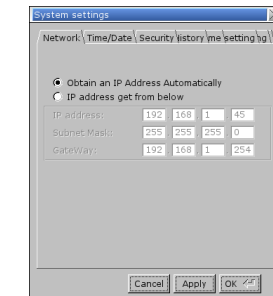 System settings
Network Time/Date Security History me setting ng
Obtain an IP Address Automatically
IP address get from below
IP address: 192 168 1 45
Subnet Mask: 255 255 255 0
GateWay: 192 168 1 254
Cancel Apply OK